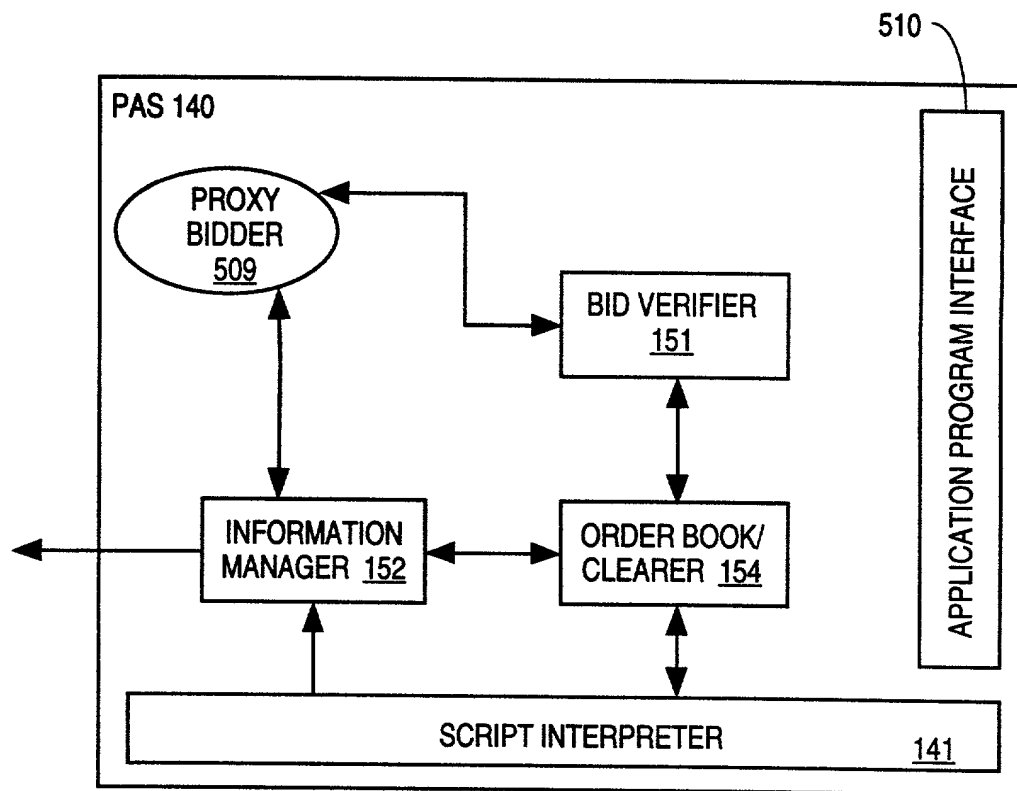 510
PAS 140
PROXY
BIDDER
509
BID VERIFIER
151
APPLICATION PROGRAM INTERFACE
INFORMATION
MANAGER 152
ORDER BOOK/
CLEARER 154
SCRIPT INTERPRETER
141